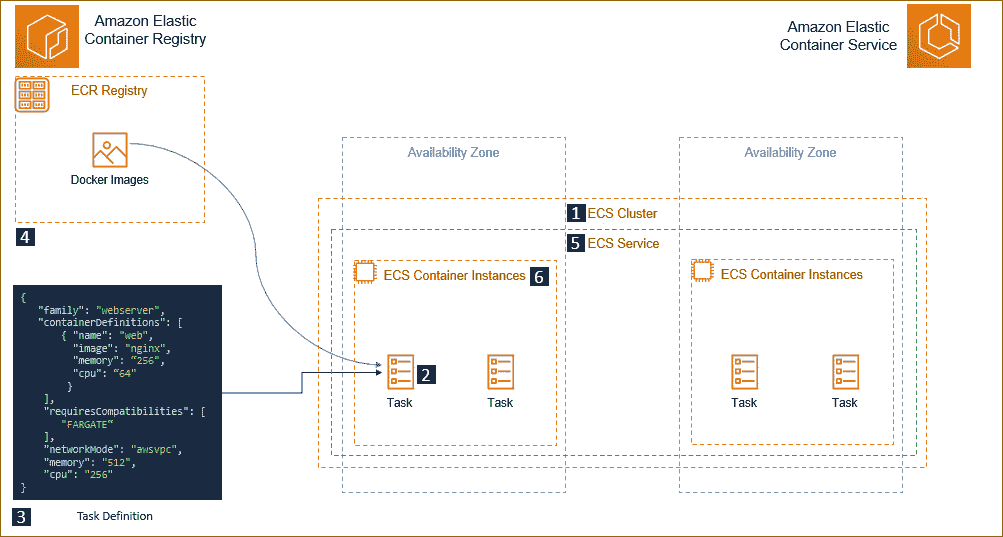 Amazon Elastic
Container Registry
Amazon Elastic
Container Service
ECR Registry
Docker Images
4
Availability Zone
Availability Zone
1 ECS Cluster
5 ECS Service
ECS Container Instances 6
ECS Container Instances
{
"family": "webserver",
"containerDefinitions": [
{ "name": "web",
"image": "nginx",
"memory": “256",
"cpu": “64"
}
],
"requiresCompatibilities": [
"FARGATE“
],
"networkMode": "awsvpc",
"memory": "512",
"cpu": "256"
}
2
Task
Task
Task
Task
3 Task Definition